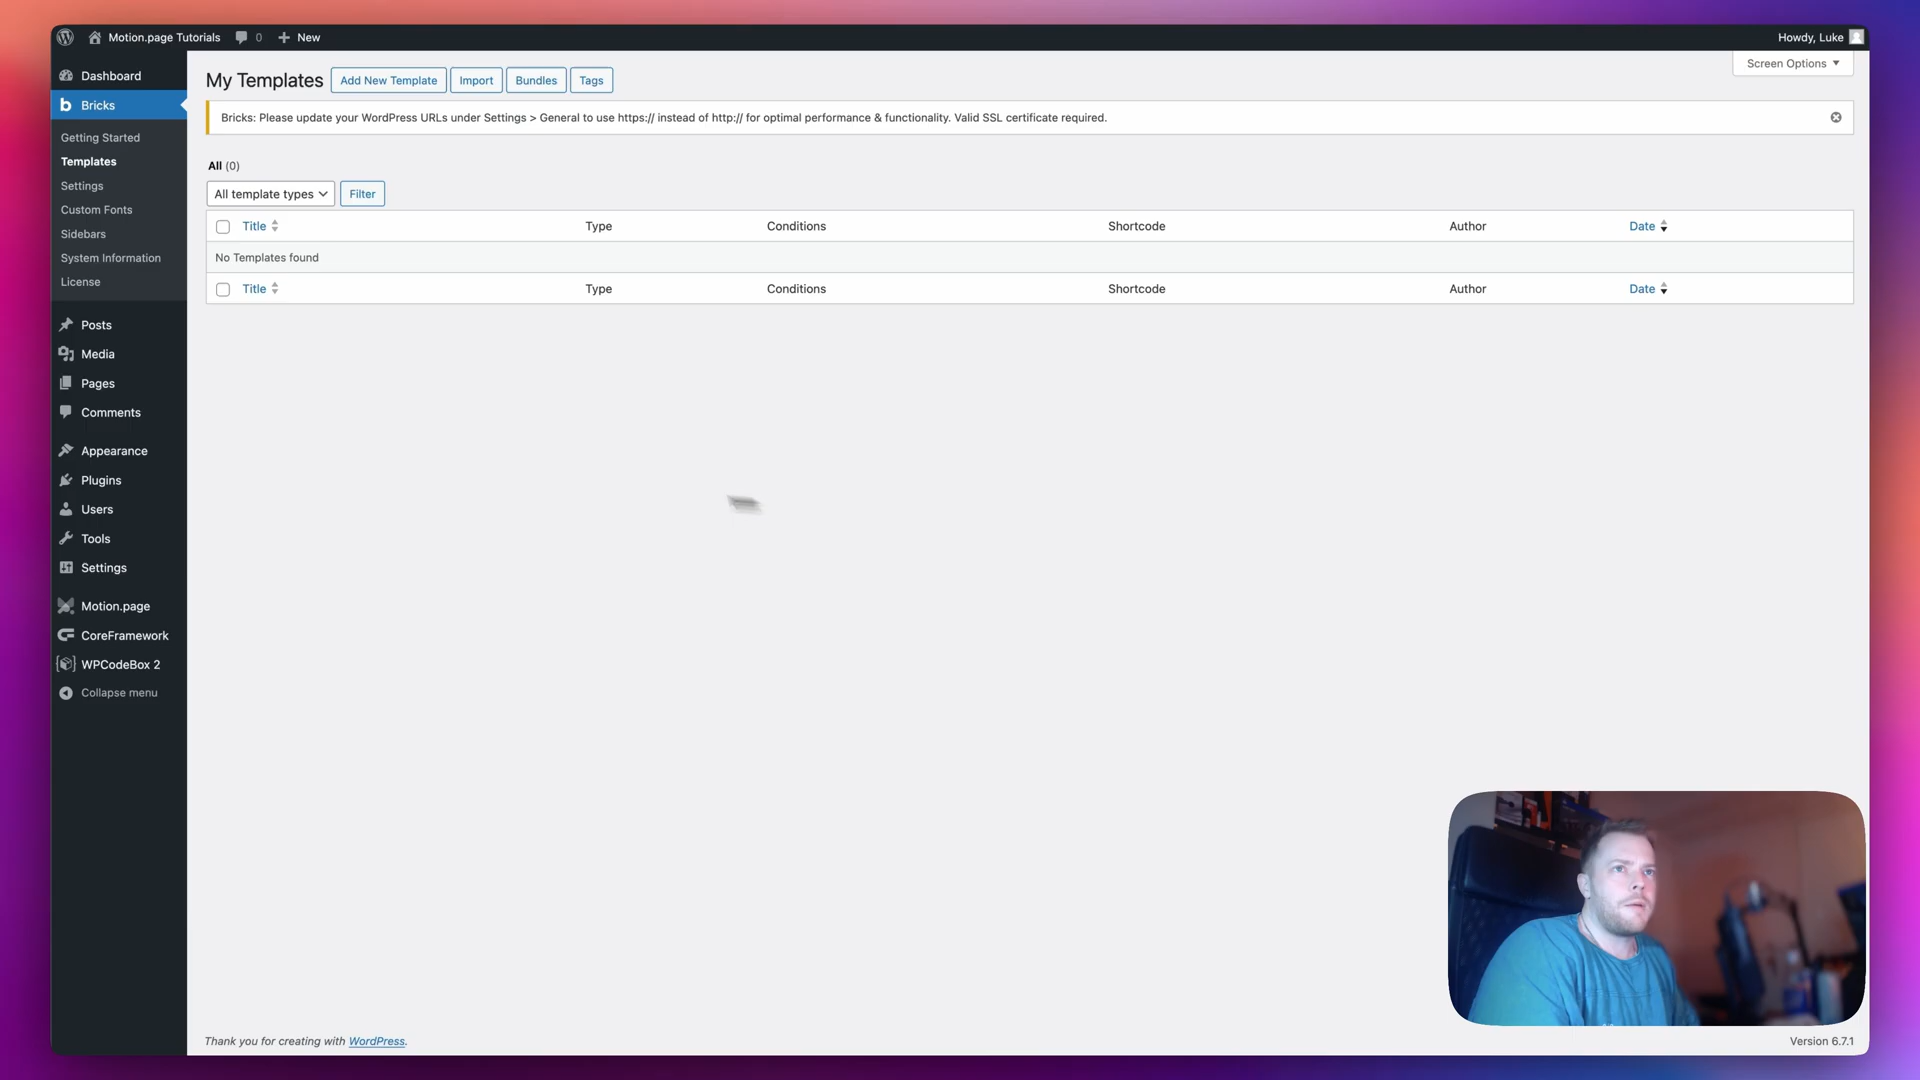 Motion.page Tutorials 0 New Howdy, Luke
Dashboard
Bricks
Getting Started
Templates
Settings
Custom Fonts
Sidebars
System Information
License
Posts
Media
Pages
Comments
Appearance
Plugins
Users
Tools
Settings
Motion.page
CoreFramework
WPCodeBox 2
Collapse menu
Screen Options
My Templates Add New Template Import Bundles Tags
Bricks: Please update your WordPress URLs under Settings > General to use https:// instead of http:// for optimal performance & functionality. Valid SSL certificate required.
All (0)
All template types Filter
Title Type Conditions Shortcode Author Date
No Templates found
Title Type Conditions Shortcode Author Date
Thank you for creating with WordPress. Version 6.7.1